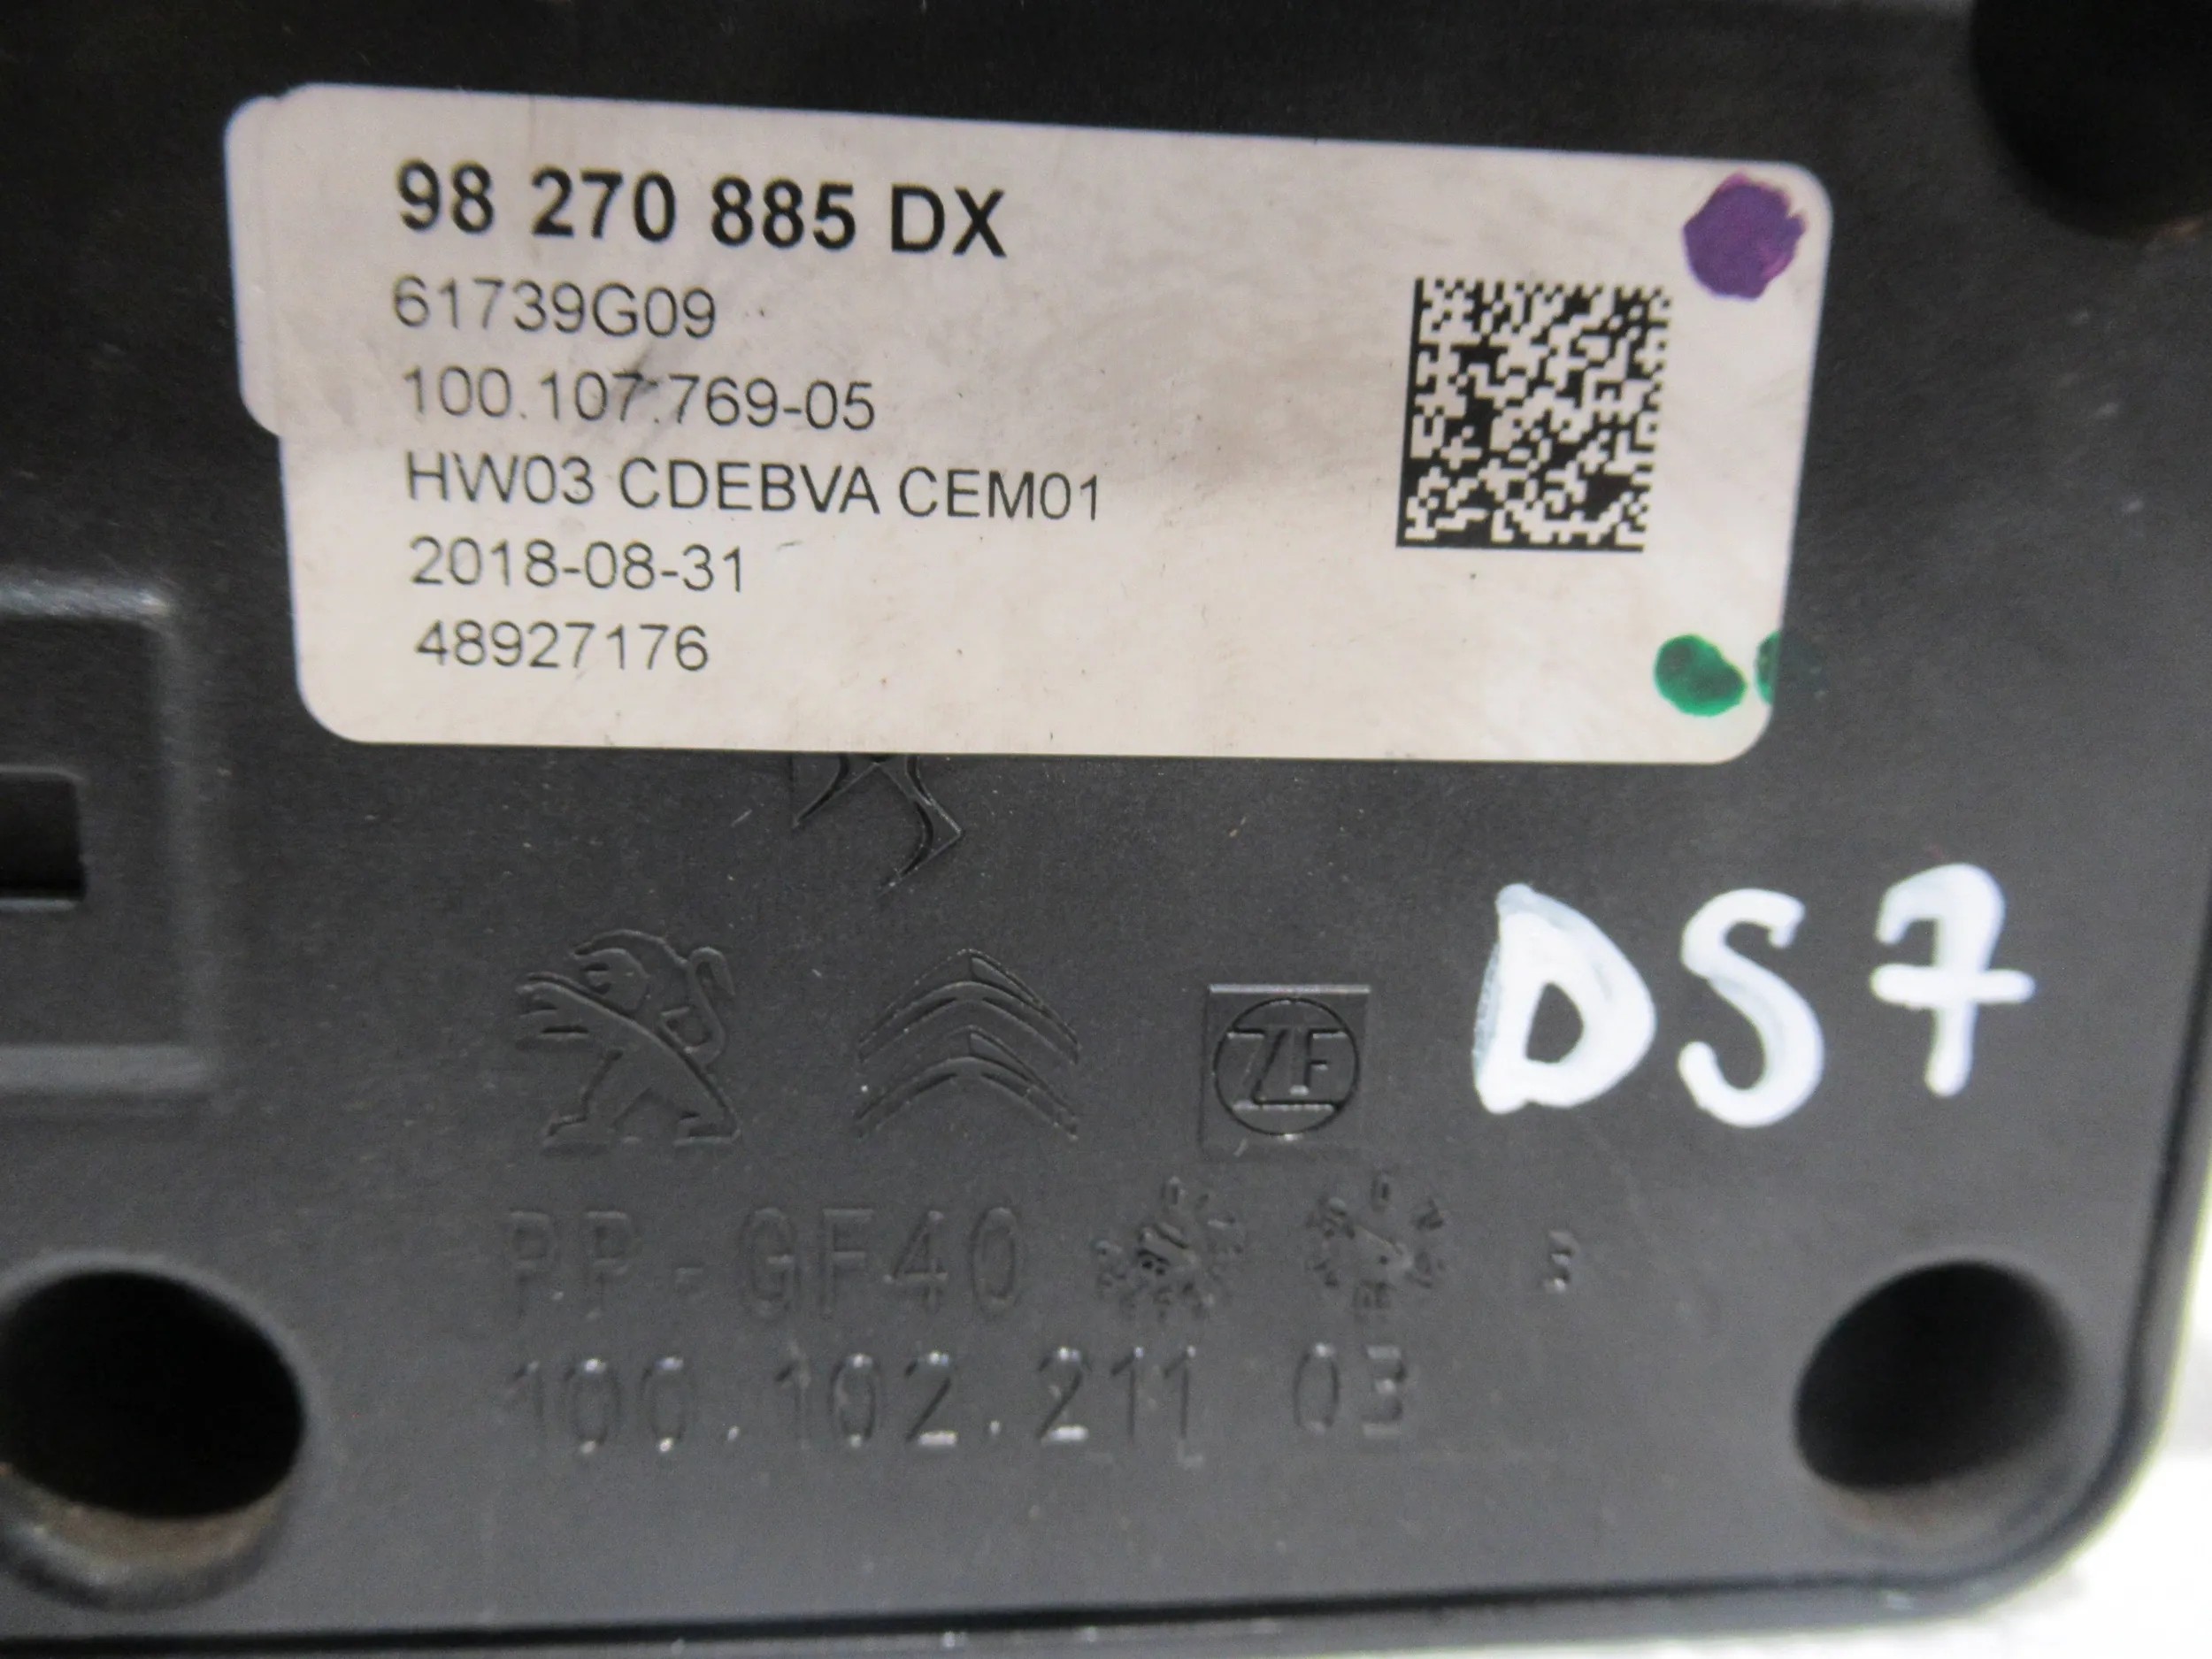 98 270 885 DX
61739G09
100.107.769-05
HW03 CDEBVA CEM01
2018-08-31
48927176
DS7
ZF
PP-GF40
100.102.211 03